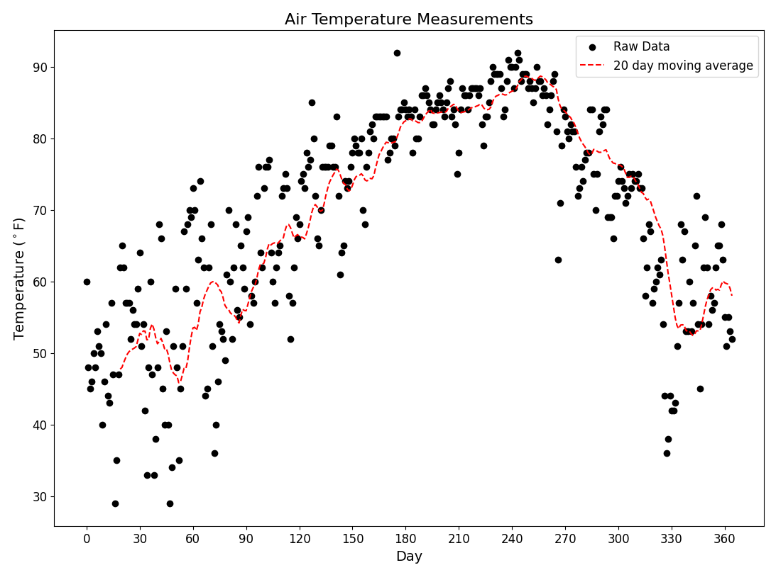 Air Temperature Measurements
Raw Data
20 day moving average
Temperature (°F)
90
80
70
60
50
40
30
0 30 60 90 120 150 180 210 240 270 300 330 360
Day